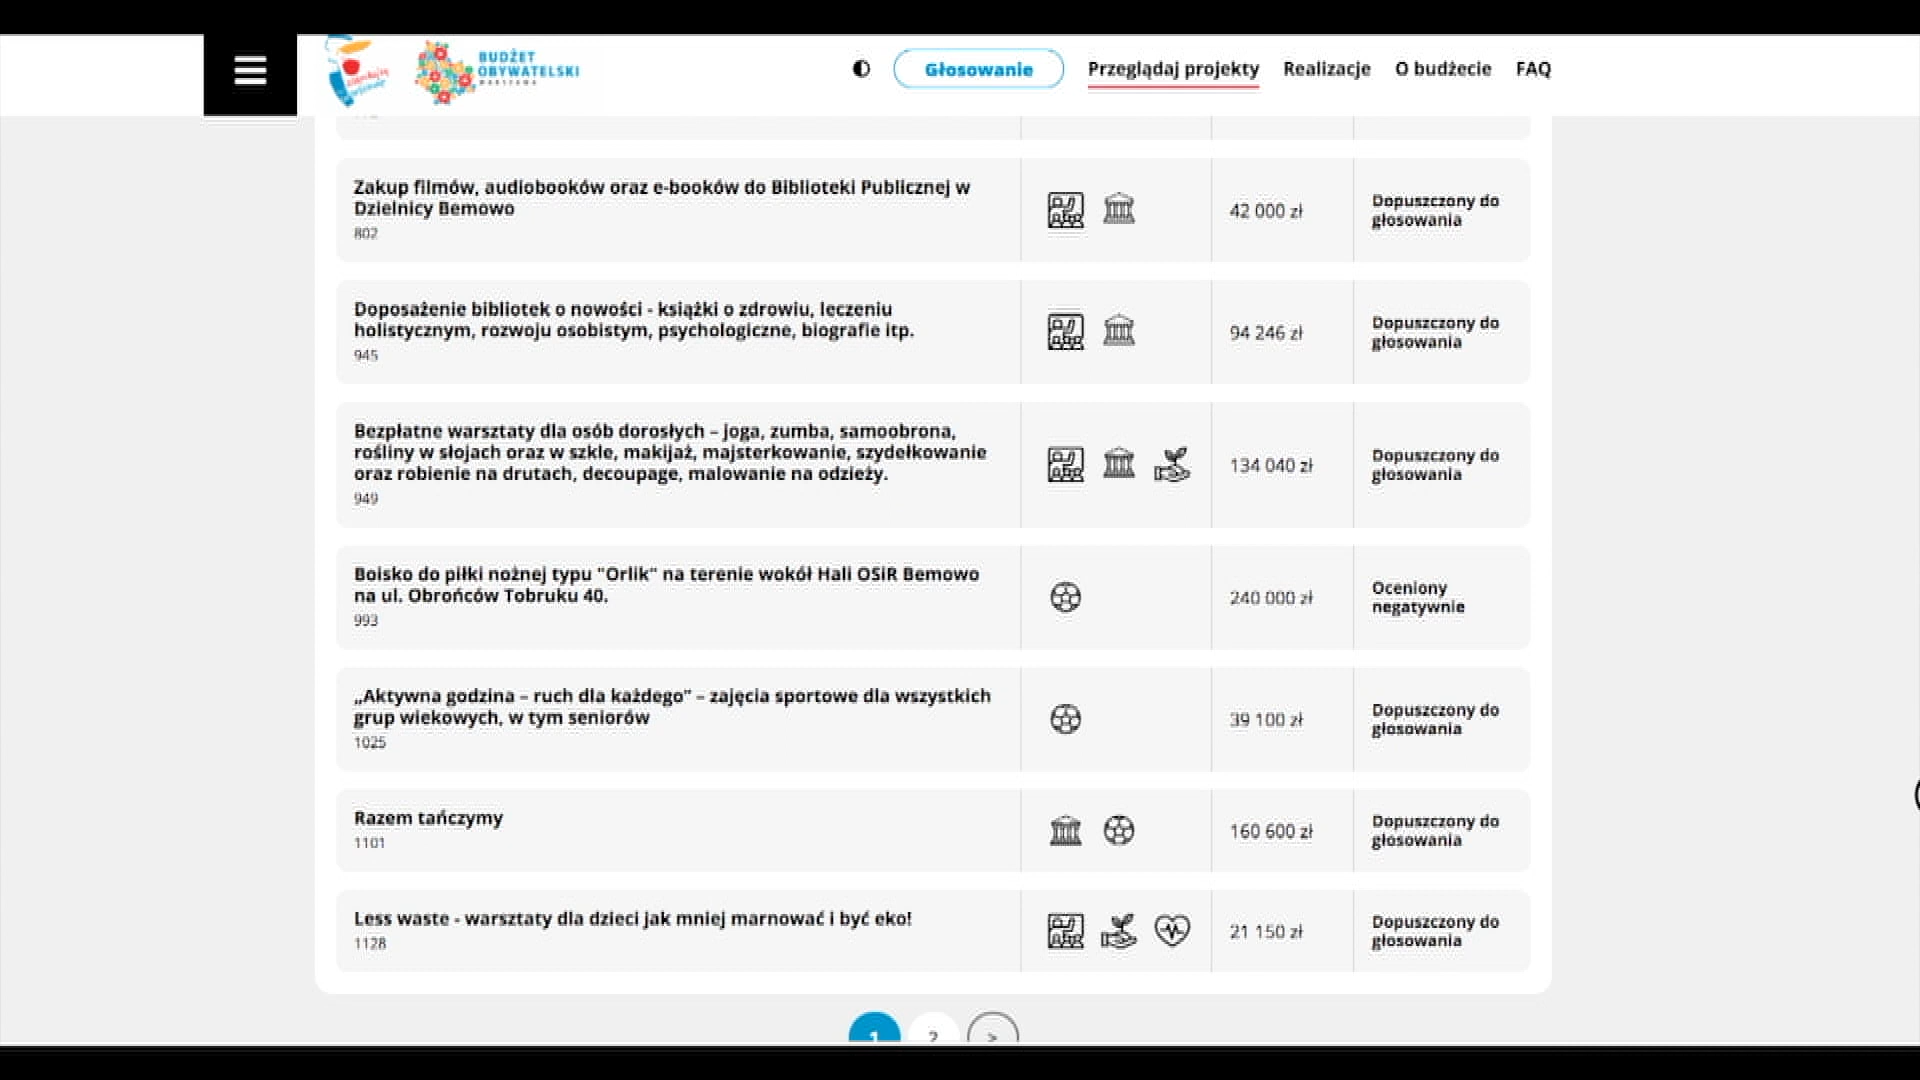 BUDŻET
OBYWATELSKI
WARSZAWA
Głosowanie
Przeglądaj projekty
Realizacje
O budżecie
FAQ
Zakup filmów, audiobooków oraz e-booków do Biblioteki Publicznej w
Dzielnicy Bemowo
802
42 000 zł
Dopuszczony do
głosowania
Doposażenie bibliotek o nowości - książki o zdrowiu, leczeniu
holistycznym, rozwoju osobistym, psychologiczne, biografie itp.
945
94 246 zł
Dopuszczony do
głosowania
Bezpłatne warsztaty dla osób dorosłych – joga, zumba, samoobrona,
rośliny w słojach oraz w szkle, makijaż, majsterkowanie, szydełkowanie
oraz robienie na drutach, decoupage, malowanie na odzieży.
949
134 040 zł
Dopuszczony do
głosowania
Boisko do piłki nożnej typu "Orlik" na terenie wokół Hali OSiR Bemowo
na ul. Obrońców Tobruku 40.
993
240 000 zł
Oceniony
negatywnie
„Aktywna godzina – ruch dla każdego” – zajęcia sportowe dla wszystkich
grup wiekowych, w tym seniorów
1025
39 100 zł
Dopuszczony do
głosowania
Razem tańczymy
1101
160 600 zł
Dopuszczony do
głosowania
Less waste - warsztaty dla dzieci jak mniej marnować i być eko!
1128
21 150 zł
Dopuszczony do
głosowania
1
2
>